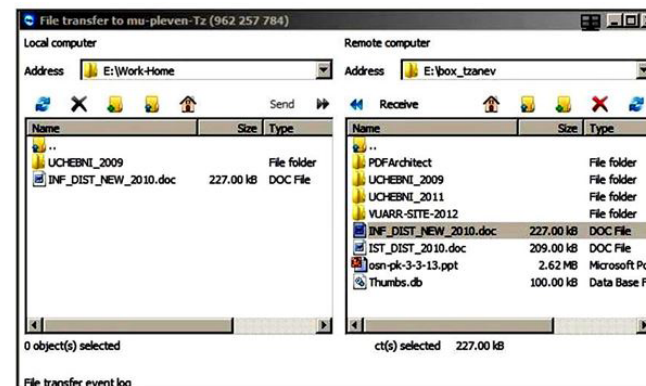 File transfer to mu-pleven-Tz (962 257 784)
Local computer
Address E:\Work-Home
Send
Name Size Type
..
UCHEBNI_2009 File folder
INF_DIST_NEW_2010.doc 227.00 kB DOC File
0 object(s) selected
Remote computer
Address E:\box_tzanev
Receive
Name Size Type
..
PDFArchitect File folder
UCHEBNI_2009 File folder
UCHEBNI_2011 File folder
VUARR-SITE-2012 File folder
INF_DIST_NEW_2010.doc 227.00 kB DOC File
IST_DIST_2010.doc 209.00 kB DOC File
osn-pk-3-3-13.ppt 2.62 MB Microsoft Po
Thumbs.db 100.00 kB Data Base F
ct(s) selected 227.00 kB
File transfer event log